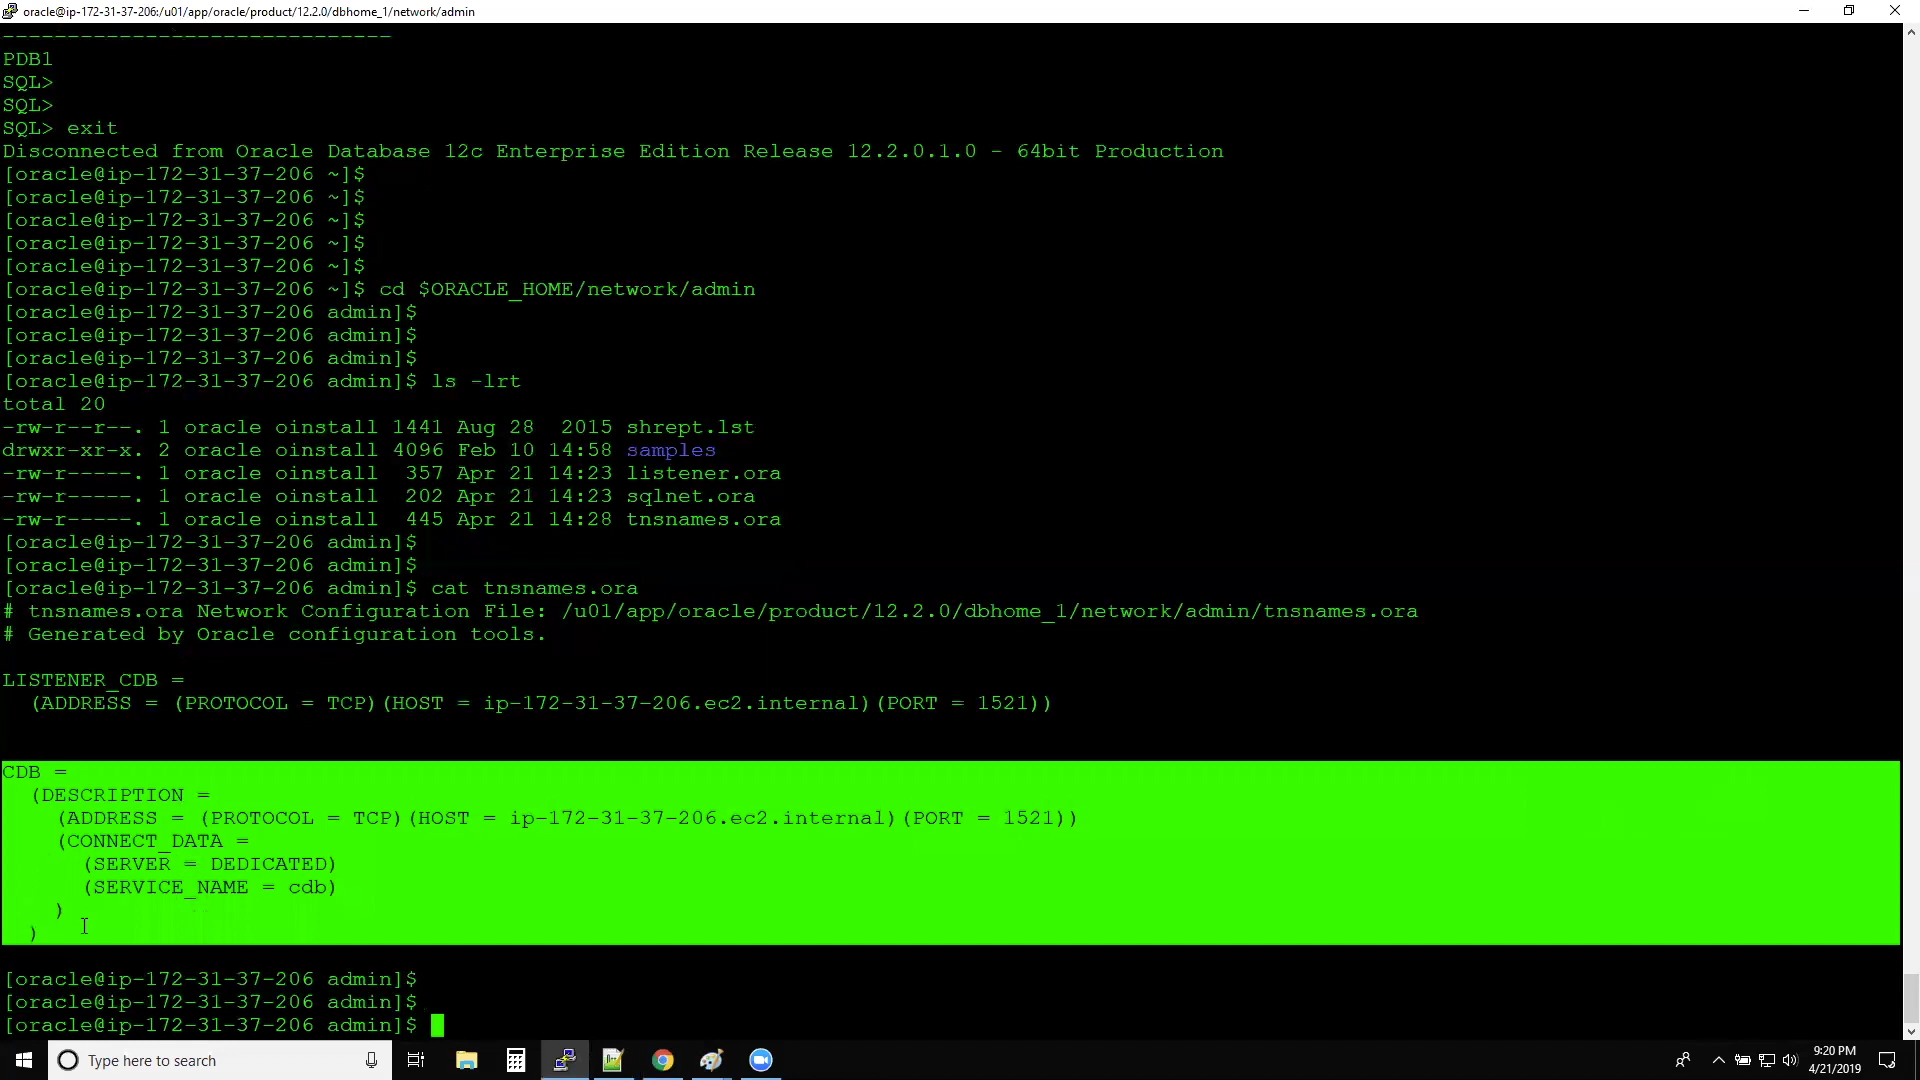 oracle@ip-172-31-37-206:/u01/app/oracle/product/12.2.0/dbhome_1/network/admin
------------------------------
PDB1
SQL>
SQL>
SQL> exit
Disconnected from Oracle Database 12c Enterprise Edition Release 12.2.0.1.0 - 64bit Production
[oracle@ip-172-31-37-206 ~]$
[oracle@ip-172-31-37-206 ~]$
[oracle@ip-172-31-37-206 ~]$
[oracle@ip-172-31-37-206 ~]$
[oracle@ip-172-31-37-206 ~]$
[oracle@ip-172-31-37-206 ~]$ cd $ORACLE_HOME/network/admin
[oracle@ip-172-31-37-206 admin]$
[oracle@ip-172-31-37-206 admin]$
[oracle@ip-172-31-37-206 admin]$
[oracle@ip-172-31-37-206 admin]$ ls -lrt
total 20
-rw-r--r--. 1 oracle oinstall 1441 Aug 28  2015 shrept.lst
drwxr-xr-x. 2 oracle oinstall 4096 Feb 10 14:58 samples
-rw-r-----. 1 oracle oinstall  357 Apr 21 14:23 listener.ora
-rw-r-----. 1 oracle oinstall  202 Apr 21 14:23 sqlnet.ora
-rw-r-----. 1 oracle oinstall  445 Apr 21 14:28 tnsnames.ora
[oracle@ip-172-31-37-206 admin]$
[oracle@ip-172-31-37-206 admin]$
[oracle@ip-172-31-37-206 admin]$ cat tnsnames.ora
# tnsnames.ora Network Configuration File: /u01/app/oracle/product/12.2.0/dbhome_1/network/admin/tnsnames.ora
# Generated by Oracle configuration tools.
LISTENER_CDB =
  (ADDRESS = (PROTOCOL = TCP)(HOST = ip-172-31-37-206.ec2.internal)(PORT = 1521))
CDB =
  (DESCRIPTION =
    (ADDRESS = (PROTOCOL = TCP)(HOST = ip-172-31-37-206.ec2.internal)(PORT = 1521))
    (CONNECT_DATA =
      (SERVER = DEDICATED)
      (SERVICE_NAME = cdb)
    )
  )
[oracle@ip-172-31-37-206 admin]$
[oracle@ip-172-31-37-206 admin]$
[oracle@ip-172-31-37-206 admin]$
Type here to search
9:20 PM
4/21/2019